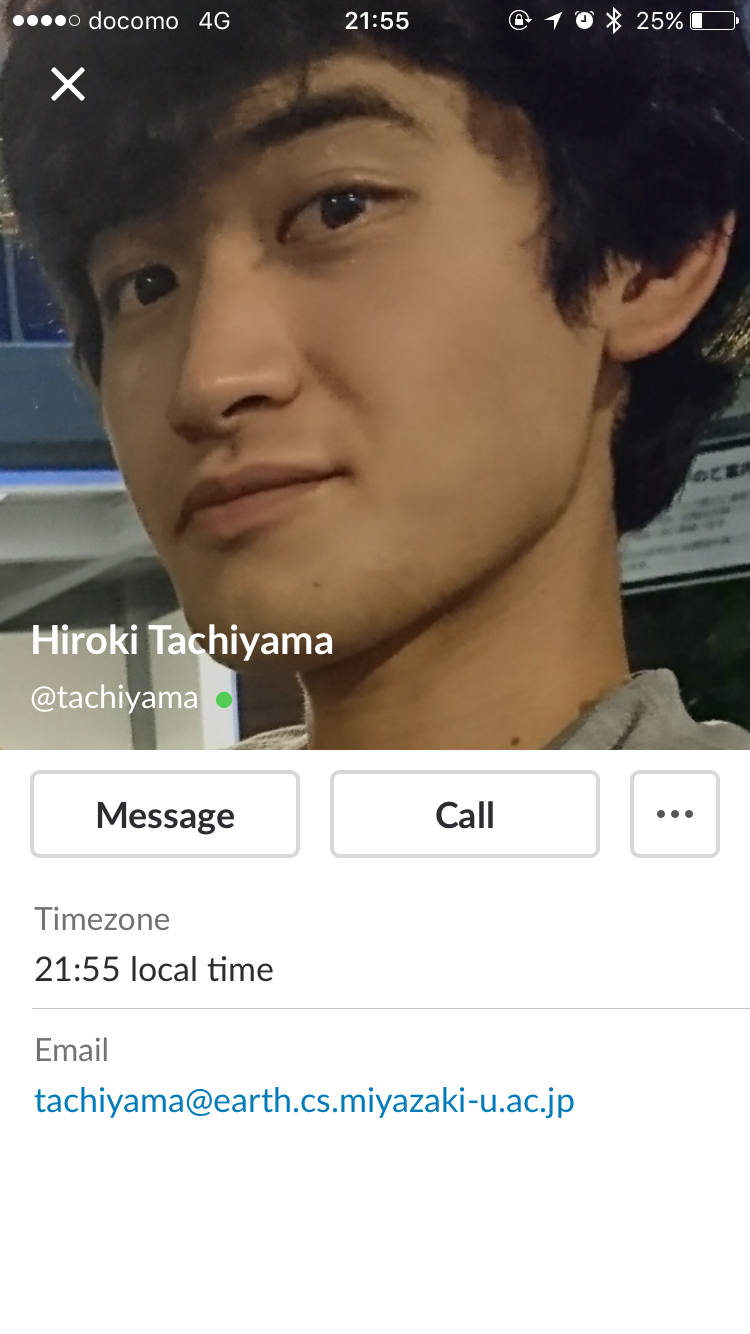 docomo 4G 21:55 25%
Hiroki Tachiyama
@tachiyama
Message Call
Timezone
21:55 local time
Email
tachiyama@earth.cs.miyazaki-u.ac.jp